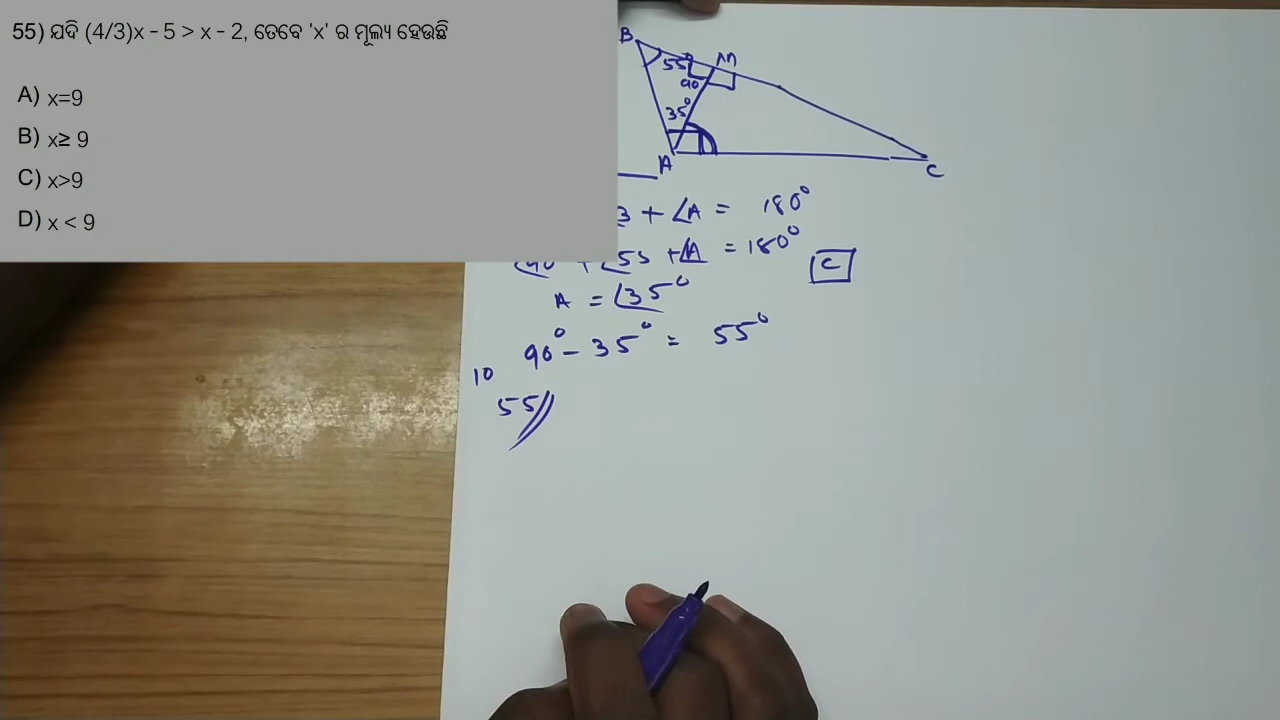 55) ଯଦି (4/3)x - 5 > x - 2, ତେବେ 'x' ର ମୂଲ୍ୟ ହେଉଛି
A) x=9
B) x≥ 9
C) x>9
D) x < 9
B
55°
M
90
35°
A
C
3 + ∠A = 180°
+ ∠55 + ∠A = 180°
C
A = ∠35°
90° - 35° = 55°
10
55//